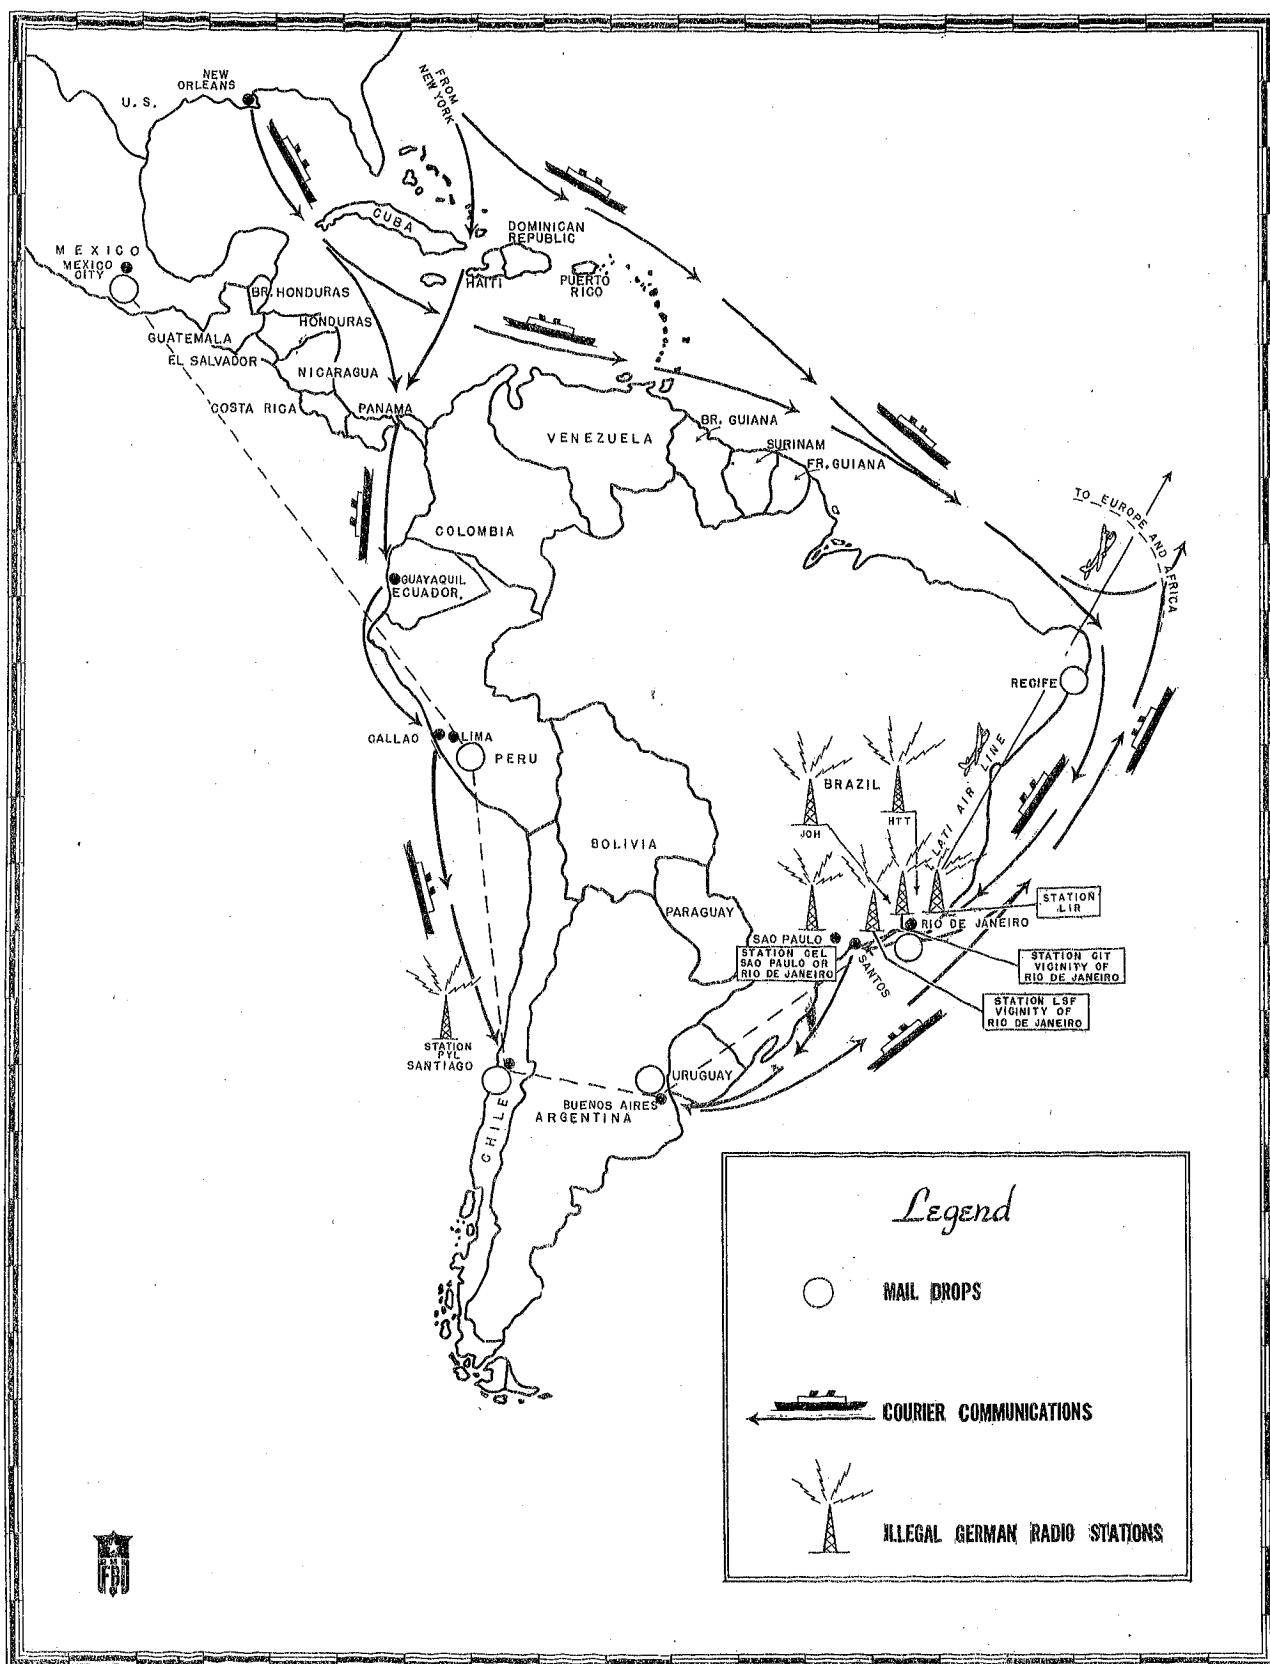 NEW
ORLEANS
U. S.
FROM
NEW YORK
CUBA
DOMINICAN
REPUBLIC
MEXICO
MEXICO
CITY
HAITI
PUERTO
RICO
BR. HONDURAS
HONDURAS
GUATEMALA
EL SALVADOR
NICARAGUA
COSTA RICA
PANAMA
BR. GUIANA
VENEZUELA
SURINAM
FR. GUIANA
TO EUROPE AND AFRICA
COLOMBIA
GUAYAQUIL
ECUADOR
RECIFE
CALLAO
LIMA
PERU
BRAZIL
LATI AIR LINE
JOH
HTT
BOLIVIA
PARAGUAY
STATION
LIR
RIO DE JANEIRO
SAO PAULO
STATION CEL
SAO PAULO OR
RIO DE JANEIRO
SANTOS
STATION CIT
VICINITY OF
RIO DE JANEIRO
STATION LSF
VICINITY OF
RIO DE JANEIRO
STATION
PYL
SANTIAGO
URUGUAY
BUENOS AIRES
ARGENTINA
CHILE
Legend
MAIL DROPS
COURIER COMMUNICATIONS
ILLEGAL GERMAN RADIO STATIONS
FBI